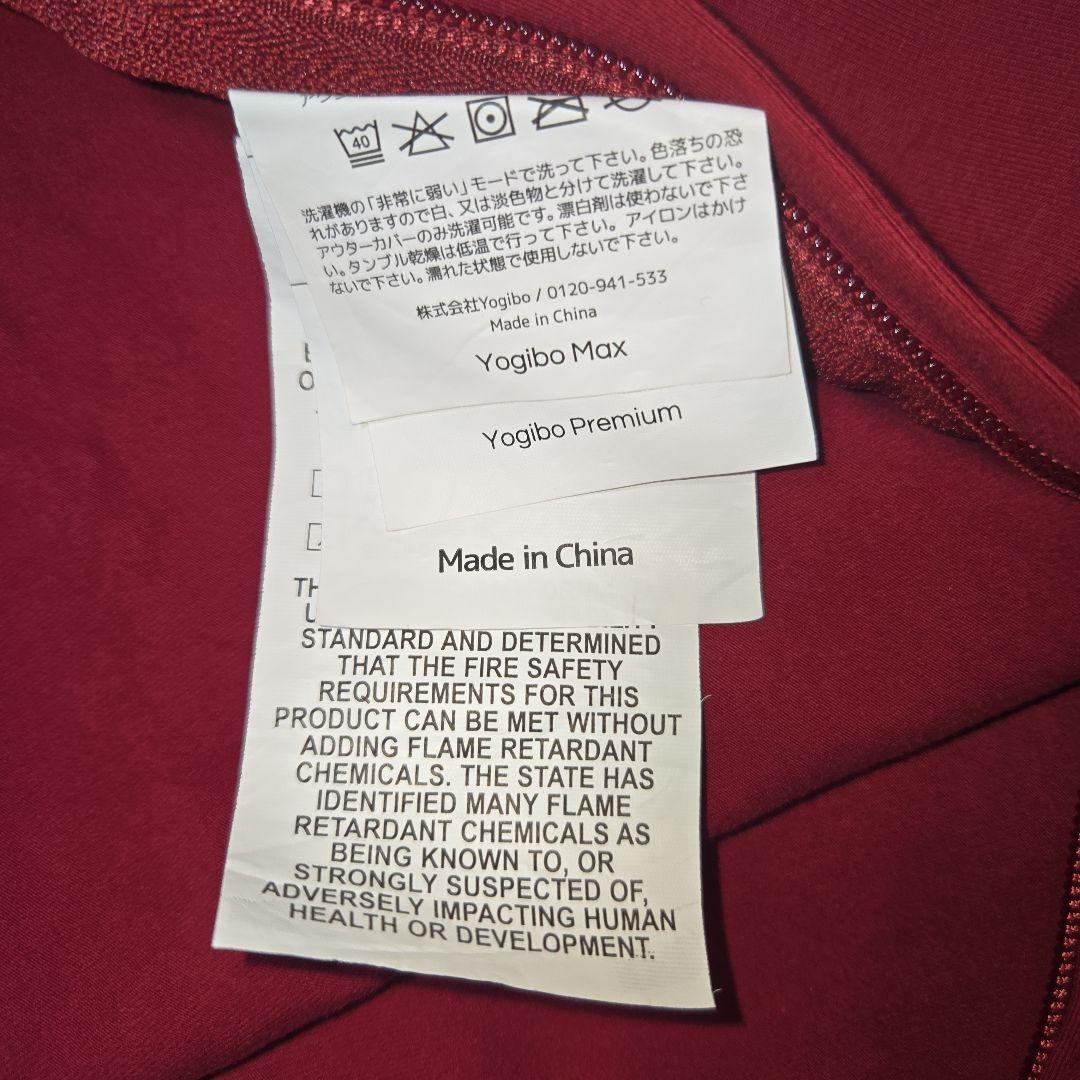 40
洗濯機の「非常に弱い」モードで洗って下さい。色落ちの恐
れがありますので白、又は淡色物と分けて洗濯して下さい。
アウターカバーのみ洗濯可能です。漂白剤は使わないで下さ
い。タンブル乾燥は低温で行って下さい。 アイロンはかけ
ないで下さい。濡れた状態で使用しないで下さい。
株式会社Yogibo / 0120-941-533
Made in China
Yogibo Max
Yogibo Premium
Made in China
STANDARD AND DETERMINED
THAT THE FIRE SAFETY
REQUIREMENTS FOR THIS
PRODUCT CAN BE MET WITHOUT
ADDING FLAME RETARDANT
CHEMICALS. THE STATE HAS
IDENTIFIED MANY FLAME
RETARDANT CHEMICALS AS
BEING KNOWN TO, OR
STRONGLY SUSPECTED OF,
ADVERSELY IMPACTING HUMAN
HEALTH OR DEVELOPMENT.